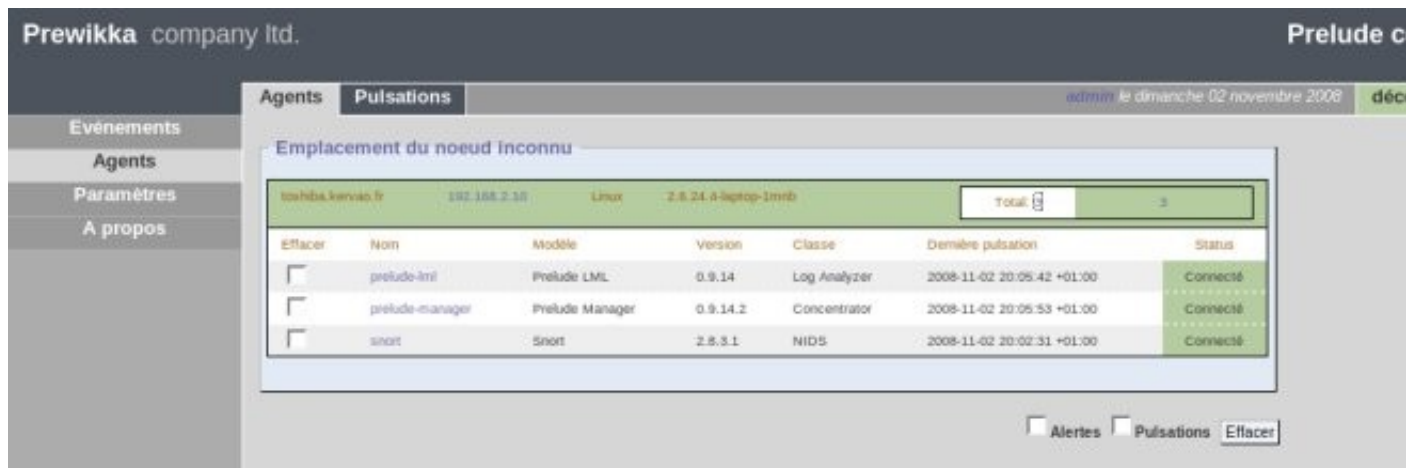 Prewikka company ltd.
Prelude c
Agents Pulsations admin le dimanche 02 novembre 2008 déc
Evénements
Agents
Paramètres
A propos
Emplacement du noeud inconnu
toshiba.kervao.fr 192.168.2.10 Linux 2.6.24.4-laptop-1mnb Total: 3
Effacer Nom Modèle Version Classe Dernière pulsation Status
prelude-lml Prelude LML 0.9.14 Log Analyzer 2008-11-02 20:05:42 +01:00 Connecté
prelude-manager Prelude Manager 0.9.14.2 Concentrator 2008-11-02 20:05:53 +01:00 Connecté
snort Snort 2.8.3.1 NIDS 2008-11-02 20:02:31 +01:00 Connecté
Alertes Pulsations Effacer